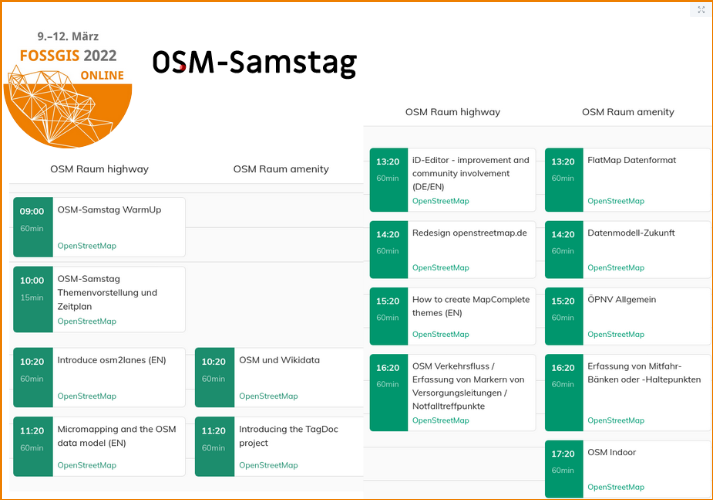 9.–12. März
FOSSGIS 2022
ONLINE
OSM-Samstag
OSM Raum highway
OSM Raum amenity
09:00
60min
OSM-Samstag WarmUp
OpenStreetMap
10:00
15min
OSM-Samstag
Themenvorstellung und
Zeitplan
OpenStreetMap
10:20
60min
Introduce osm2lanes (EN)
OpenStreetMap
10:20
60min
OSM und Wikidata
OpenStreetMap
11:20
60min
Micromapping and the OSM
data model (EN)
OpenStreetMap
11:20
60min
Introducing the TagDoc
project
OpenStreetMap
OSM Raum highway
OSM Raum amenity
13:20
60min
iD-Editor - improvement and
community involvement
(DE/EN)
OpenStreetMap
13:20
60min
FlatMap Datenformat
OpenStreetMap
14:20
60min
Redesign openstreetmap.de
OpenStreetMap
14:20
60min
Datenmodell-Zukunft
OpenStreetMap
15:20
60min
How to create MapComplete
themes (EN)
OpenStreetMap
15:20
60min
ÖPNV Allgemein
OpenStreetMap
16:20
60min
OSM Verkehrsfluss /
Erfassung von Markern von
Versorgungsleitungen /
Notfalltreffpunkte
OpenStreetMap
16:20
60min
Erfassung von Mitfahr-
Bänken oder -Haltepunkten
OpenStreetMap
17:20
60min
OSM Indoor
OpenStreetMap